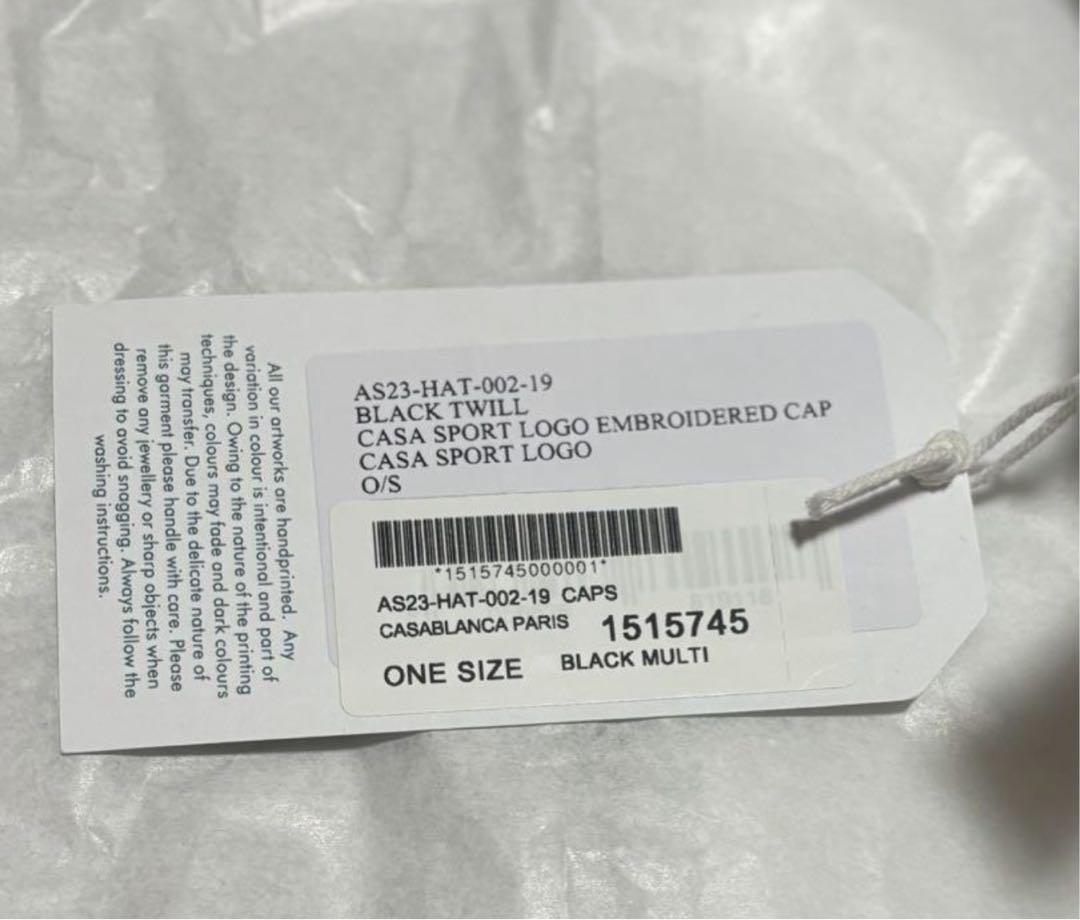 AS23-HAT-002-19
BLACK TWILL
CASA SPORT LOGO EMBROIDERED CAP
CASA SPORT LOGO
O/S
*1515745000001*
AS23-HAT-002-19 CAPS
CASABLANCA PARIS 1515745
ONE SIZE BLACK MULTI
All our artworks are handprinted. Any
variation in colour is intentional and part of
the design. Owing to the nature of the printing
techniques, colours may fade and dark colours
may transfer. Due to the delicate nature of
this garment please handle with care. Please
remove any jewellery or sharp objects when
dressing to avoid snagging. Always follow the
washing instructions.